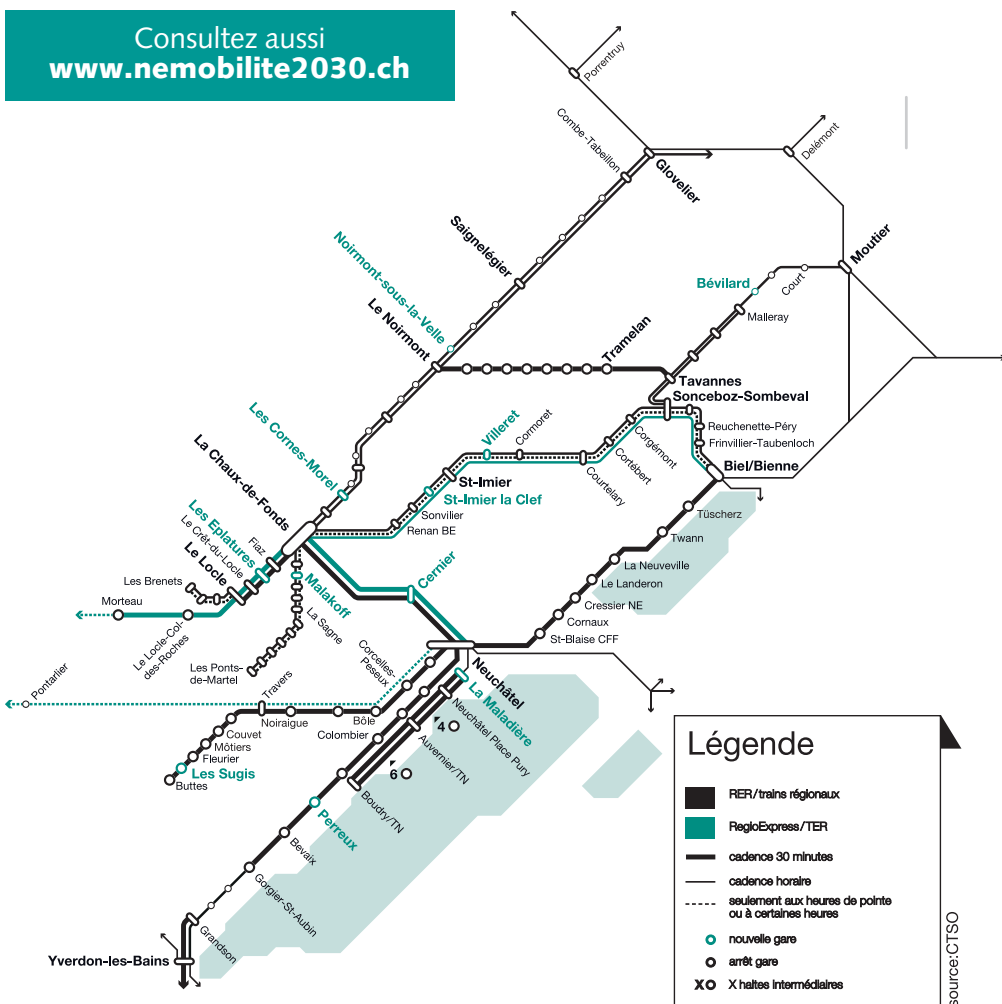 Consultez aussi
www.nemobilite2030.ch
Porrentruy
Combe-Tabeillon
Delémont
Glovelier
Saignelégier
Moutier
Noirmont-sous-la-Velle
Bévilard
Court
Le Noirmont
Malleray
Tramelan
Tavannes
Sonceboz-Sombeval
Les Cornes-Morel
Villeret
Reuchenette-Péry
Cormoret
Corgémont
Frinvillier-Taubenloch
La Chaux-de-Fonds
Cortébert
Biel/Bienne
St-Imier
Courtelary
St-Imier la Clef
Les Eplatures
Sonvilier
Tüscherz
Le Crêt-du-Locle
Fiaz
Renan BE
Twann
Le Locle
Cernier
La Neuveville
Les Brenets
Malakoff
Le Landeron
Morteau
Cressier NE
La Sagne
Cornaux
Le Locle-Col-
des-Roches
St-Blaise CFF
Corcelles-
Peseux
Les Ponts-
de-Martel
Neuchâtel
Pontarlier
Travers
La Maladière
Noiraigue
Bôle
Neuchâtel Place Pury
Couvet
Colombier
4
Môtiers
Auvernier/TN
Fleurier
Les Sugis
6
Buttes
Boudry/TN
Perreux
Bevaix
Gorgier-St-Aubin
Grandson
Yverdon-les-Bains
Légende
RER/trains régionaux
RegioExpress/TER
cadence 30 minutes
cadence horaire
seulement aux heures de pointe
ou à certaines heures
nouvelle gare
arrêt gare
X X haltes intermédiaires
source:CTSO